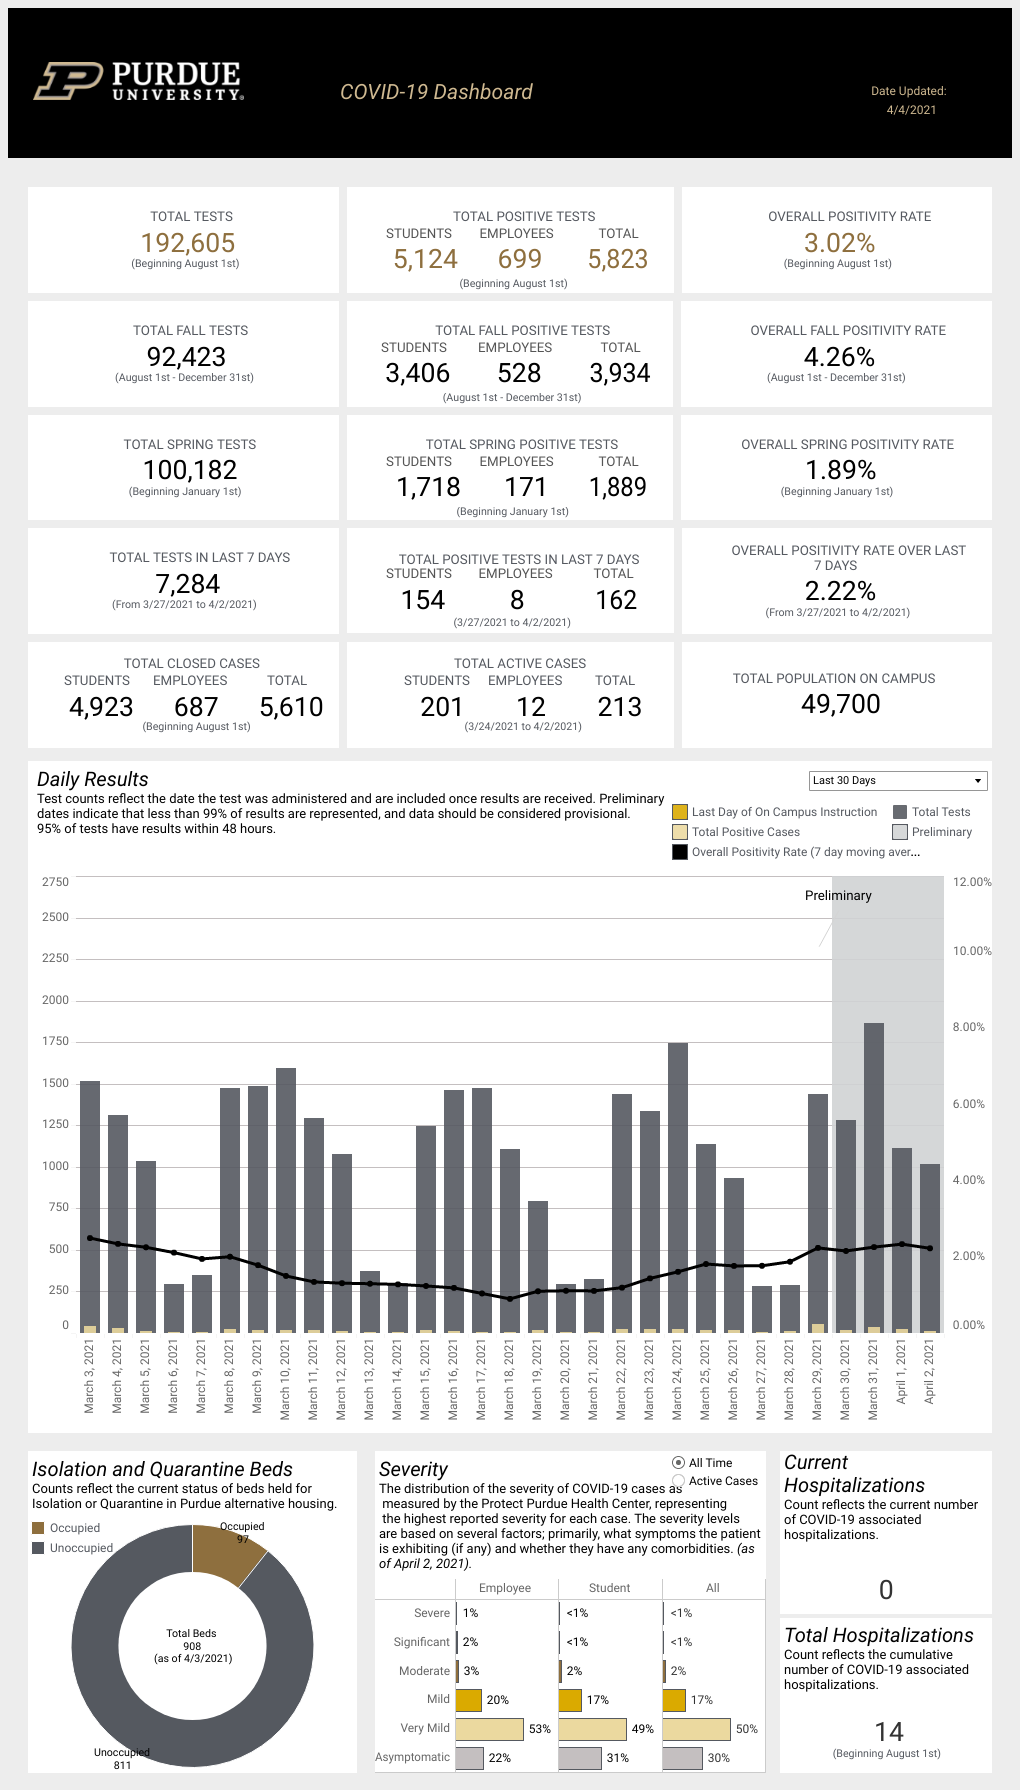 PURDUE
UNIVERSITY®
COVID-19 Dashboard
Date Updated:
4/4/2021
TOTAL TESTS
192,605
(Beginning August 1st)
TOTAL POSITIVE TESTS
STUDENTS EMPLOYEES TOTAL
5,124 699 5,823
(Beginning August 1st)
OVERALL POSITIVITY RATE
3.02%
(Beginning August 1st)
TOTAL FALL TESTS
92,423
(August 1st - December 31st)
TOTAL FALL POSITIVE TESTS
STUDENTS EMPLOYEES TOTAL
3,406 528 3,934
(August 1st - December 31st)
OVERALL FALL POSITIVITY RATE
4.26%
(August 1st - December 31st)
TOTAL SPRING TESTS
100,182
(Beginning January 1st)
TOTAL SPRING POSITIVE TESTS
STUDENTS EMPLOYEES TOTAL
1,718 171 1,889
(Beginning January 1st)
OVERALL SPRING POSITIVITY RATE
1.89%
(Beginning January 1st)
TOTAL TESTS IN LAST 7 DAYS
7,284
(From 3/27/2021 to 4/2/2021)
TOTAL POSITIVE TESTS IN LAST 7 DAYS
STUDENTS EMPLOYEES TOTAL
154 8 162
(3/27/2021 to 4/2/2021)
OVERALL POSITIVITY RATE OVER LAST
7 DAYS
2.22%
(From 3/27/2021 to 4/2/2021)
TOTAL CLOSED CASES
STUDENTS EMPLOYEES TOTAL
4,923 687 5,610
(Beginning August 1st)
TOTAL ACTIVE CASES
STUDENTS EMPLOYEES TOTAL
201 12 213
(3/24/2021 to 4/2/2021)
TOTAL POPULATION ON CAMPUS
49,700
Daily Results
Test counts reflect the date the test was administered and are included once results are received. Preliminary
dates indicate that less than 99% of results are represented, and data should be considered provisional.
95% of tests have results within 48 hours.
Last 30 Days
Last Day of On Campus Instruction
Total Tests
Total Positive Cases
Preliminary
Overall Positivity Rate (7 day moving aver...
2750
2500
2250
2000
1750
1500
1250
1000
750
500
250
0
Preliminary
12.00%
10.00%
8.00%
6.00%
4.00%
2.00%
0.00%
March 3, 2021
March 4, 2021
March 5, 2021
March 6, 2021
March 7, 2021
March 8, 2021
March 9, 2021
March 10, 2021
March 11, 2021
March 12, 2021
March 13, 2021
March 14, 2021
March 15, 2021
March 16, 2021
March 17, 2021
March 18, 2021
March 19, 2021
March 20, 2021
March 21, 2021
March 22, 2021
March 23, 2021
March 24, 2021
March 25, 2021
March 26, 2021
March 27, 2021
March 28, 2021
March 29, 2021
March 30, 2021
March 31, 2021
April 1, 2021
April 2, 2021
Isolation and Quarantine Beds
Counts reflect the current status of beds held for
Isolation or Quarantine in Purdue alternative housing.
Occupied
Unoccupied
Occupied
97
Total Beds
908
(as of 4/3/2021)
Unoccupied
811
Severity
All Time
Active Cases
The distribution of the severity of COVID-19 cases as
measured by the Protect Purdue Health Center, representing
the highest reported severity for each case. The severity levels
are based on several factors; primarily, what symptoms the patient
is exhibiting (if any) and whether they have any comorbidities. (as
of April 2, 2021).
Employee Student All
Severe 1% <1% <1%
Significant 2% <1% <1%
Moderate 3% 2% 2%
Mild 20% 17% 17%
Very Mild 53% 49% 50%
Asymptomatic 22% 31% 30%
Current
Hospitalizations
Count reflects the current number
of COVID-19 associated
hospitalizations.
0
Total Hospitalizations
Count reflects the cumulative
number of COVID-19 associated
hospitalizations.
14
(Beginning August 1st)